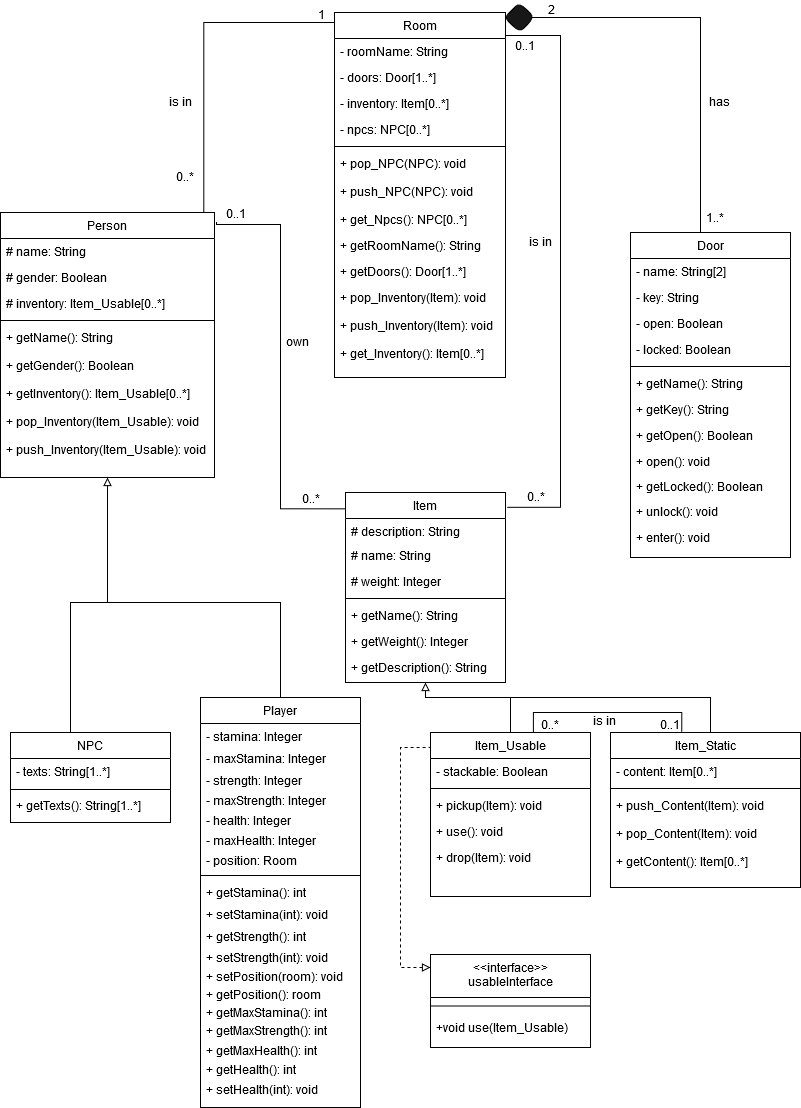 Room
- roomName: String
- doors: Door[1..*]
- inventory: Item[0..*]
- npcs: NPC[0..*]
+ pop_NPC(NPC): void
+ push_NPC(NPC): void
+ get_Npcs(): NPC[0..*]
+ getRoomName(): String
+ getDoors(): Door[1..*]
+ pop_Inventory(Item): void
+ push_Inventory(Item): void
+ get_Inventory(): Item[0..*]
1
is in
0..*
2
has
1..*
0..1
is in
0..*
Person
# name: String
# gender: Boolean
# inventory: Item_Usable[0..*]
+ getName(): String
+ getGender(): Boolean
+ getInventory(): Item_Usable[0..*]
+ pop_Inventory(Item_Usable): void
+ push_Inventory(Item_Usable): void
0..1
own
0..*
Door
- name: String[2]
- key: String
- open: Boolean
- locked: Boolean
+ getName(): String
+ getKey(): String
+ getOpen(): Boolean
+ open(): void
+ getLocked(): Boolean
+ unlock(): void
+ enter(): void
Item
# description: String
# name: String
# weight: Integer
+ getName(): String
+ getWeight(): Integer
+ getDescription(): String
NPC
- texts: String[1..*]
+ getTexts(): String[1..*]
Player
- stamina: Integer
- maxStamina: Integer
- strength: Integer
- maxStrength: Integer
- health: Integer
- maxHealth: Integer
- position: Room
+ getStamina(): int
+ setStamina(int): void
+ getStrength(): int
+ setStrength(int): void
+ setPosition(room): void
+ getPosition(): room
+ getMaxStamina(): int
+ getMaxStrength(): int
+ getMaxHealth(): int
+ getHealth(): int
+ setHealth(int): void
0..*
is in
0..1
Item_Usable
- stackable: Boolean
+ pickup(Item): void
+ use(): void
+ drop(Item): void
Item_Static
- content: Item[0..*]
+ push_Content(Item): void
+ pop_Content(Item): void
+ getContent(): Item[0..*]
<<interface>>
usableInterface
+void use(Item_Usable)